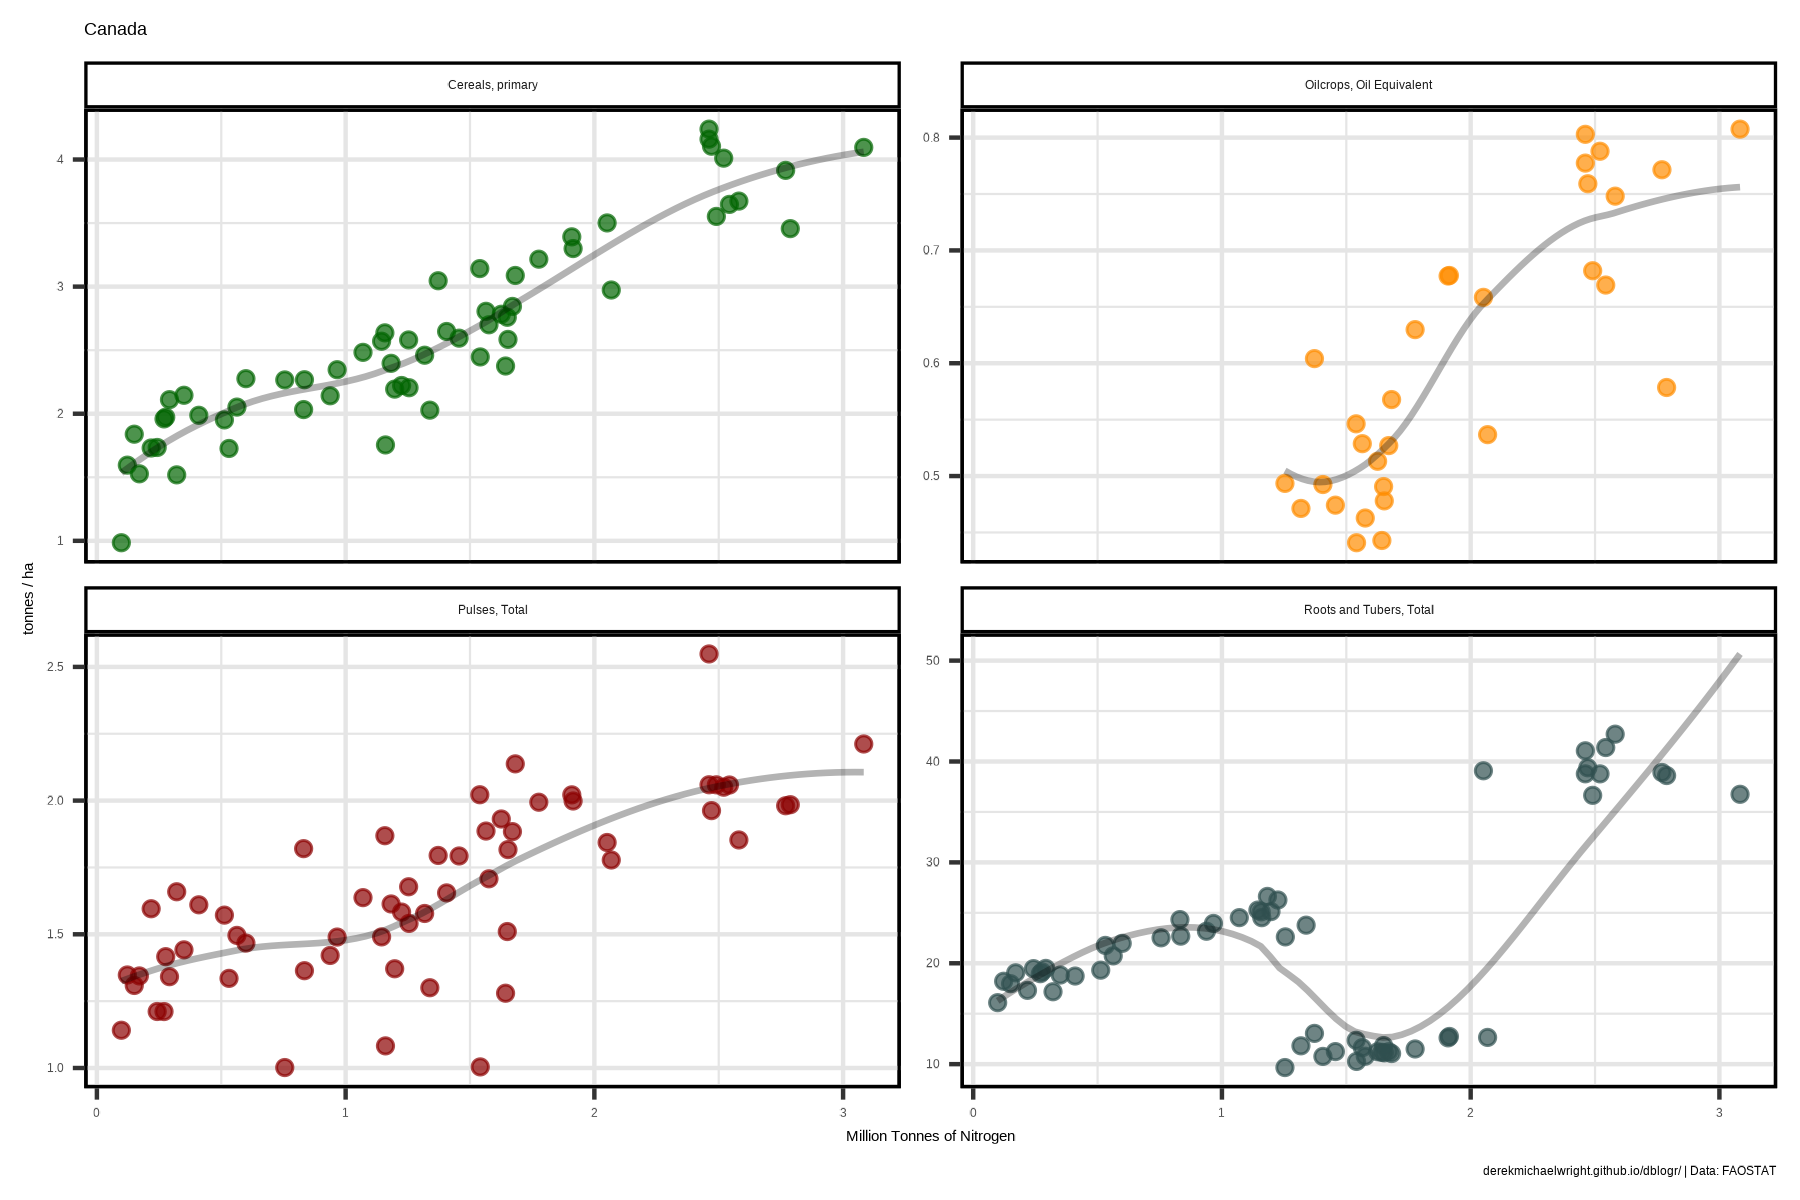 Canada
Cereals, primary
Oilcrops, Oil Equivalent
4
3
2
1
0.8
0.7
0.6
0.5
tonnes / ha
Pulses, Total
Roots and Tubers, Total
2.5
2.0
1.5
1.0
50
40
30
20
10
0 1 2 3
0 1 2 3
Million Tonnes of Nitrogen
derekmichaelwright.github.io/dblogr/ | Data: FAOSTAT